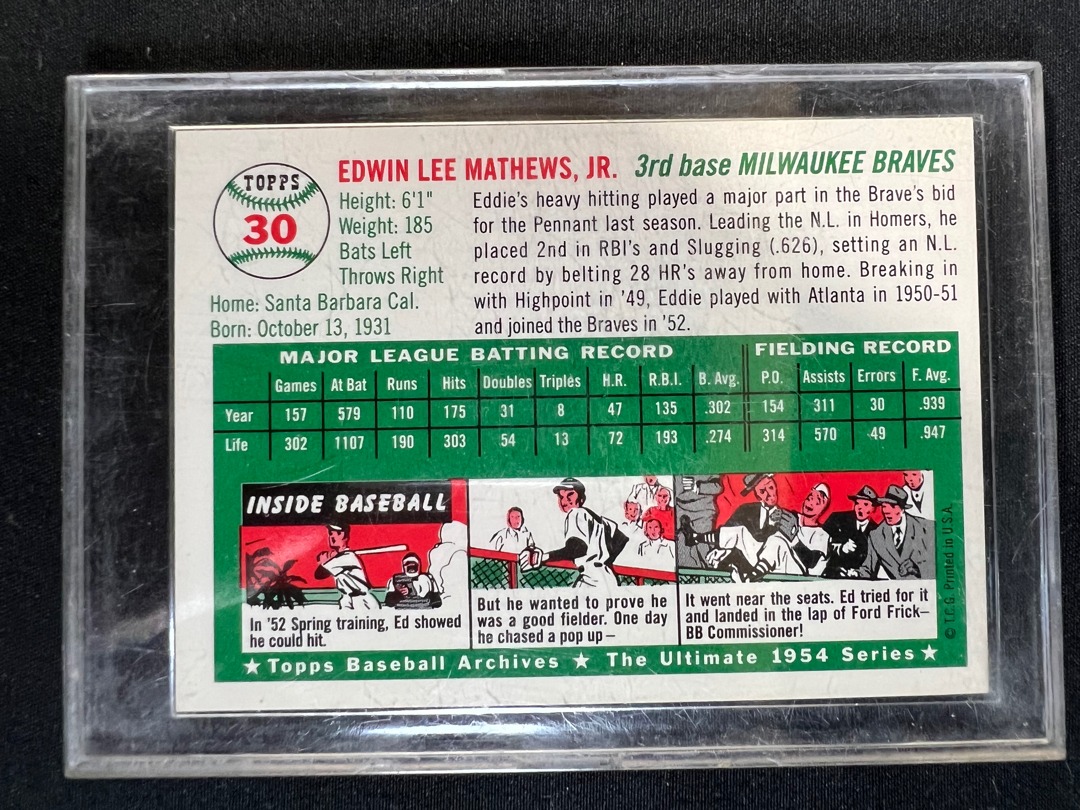 TOPPS
30
EDWIN LEE MATHEWS, JR. 3rd base MILWAUKEE BRAVES
Height: 6'1"
Weight: 185
Bats Left
Throws Right
Home: Santa Barbara Cal.
Born: October 13, 1931
Eddie's heavy hitting played a major part in the Brave's bid
for the Pennant last season. Leading the N.L. in Homers, he
placed 2nd in RBI's and Slugging (.626), setting an N.L.
record by belting 28 HR's away from home. Breaking in
with Highpoint in '49, Eddie played with Atlanta in 1950-51
and joined the Braves in '52.
MAJOR LEAGUE BATTING RECORD FIELDING RECORD
Games At Bat Runs Hits Doubles Triples H.R. R.B.I. B. Avg. P.O. Assists Errors F. Avg.
Year 157 579 110 175 31 8 47 135 .302 154 311 30 .939
Life 302 1107 190 303 54 13 72 193 .274 314 570 49 .947
INSIDE BASEBALL
In '52 Spring training, Ed showed
he could hit.
But he wanted to prove he
was a good fielder. One day
he chased a pop up—
It went near the seats. Ed tried for it
and landed in the lap of Ford Frick—
BB Commissioner!
© T.C.G. Printed in U.S.A.
★Topps Baseball Archives ★ The Ultimate 1954 Series★